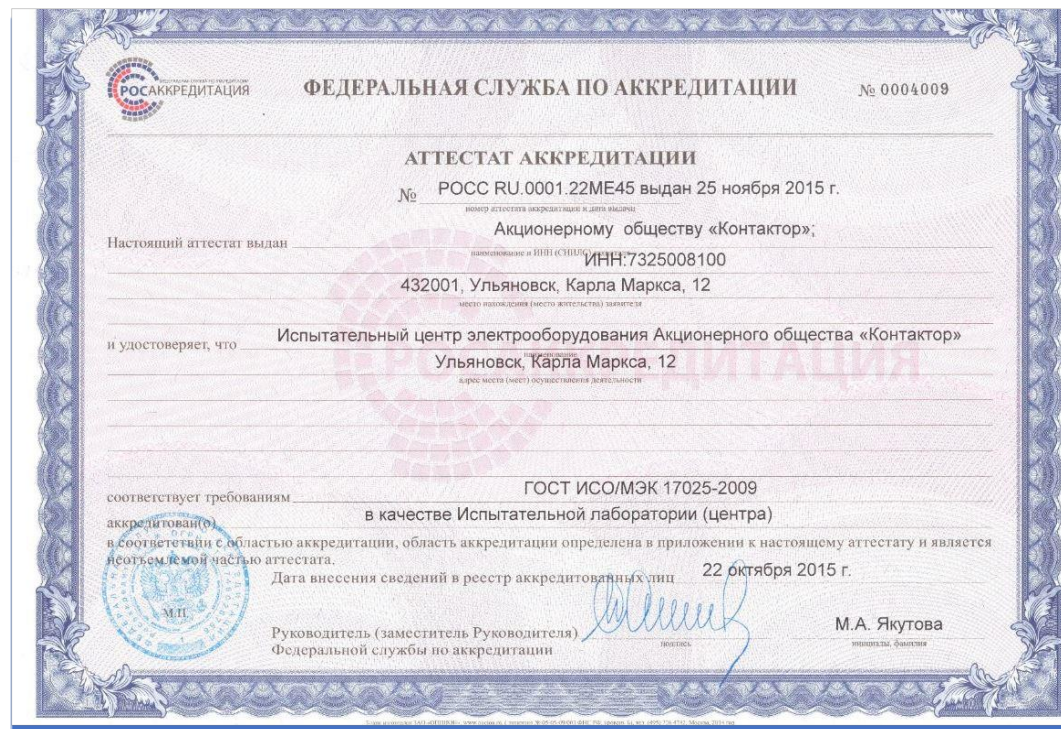 РОСАККРЕДИТАЦИЯ
ФЕДЕРАЛЬНАЯ СЛУЖБА ПО АККРЕДИТАЦИИ
№ 0004009
АТТЕСТАТ АККРЕДИТАЦИИ
№ РОСС RU.0001.22МЕ45 выдан 25 ноября 2015 г.
номер аттестата аккредитации и дата выдачи
Настоящий аттестат выдан Акционерному обществу «Контактор»;
наименование и ИНН (СНИЛС) ИНН:7325008100
432001, Ульяновск, Карла Маркса, 12
место нахождения (место жительства) заявителя
и удостоверяет, что Испытательный центр электрооборудования Акционерного общества «Контактор»
наименование
Ульяновск, Карла Маркса, 12
адрес места (мест) осуществления деятельности
РОСАККРЕДИТАЦИЯ
соответствует требованиям ГОСТ ИСО/МЭК 17025-2009
аккредитован(о) в качестве Испытательной лаборатории (центра)
в соответствии с областью аккредитации, область аккредитации определена в приложении к настоящему аттестату и является
неотъемлемой частью аттестата.
Дата внесения сведений в реестр аккредитованных лиц 22 октября 2015 г.
М.П.
Руководитель (заместитель Руководителя)
Федеральной службы по аккредитации
подпись
М.А. Якутова
инициалы, фамилия